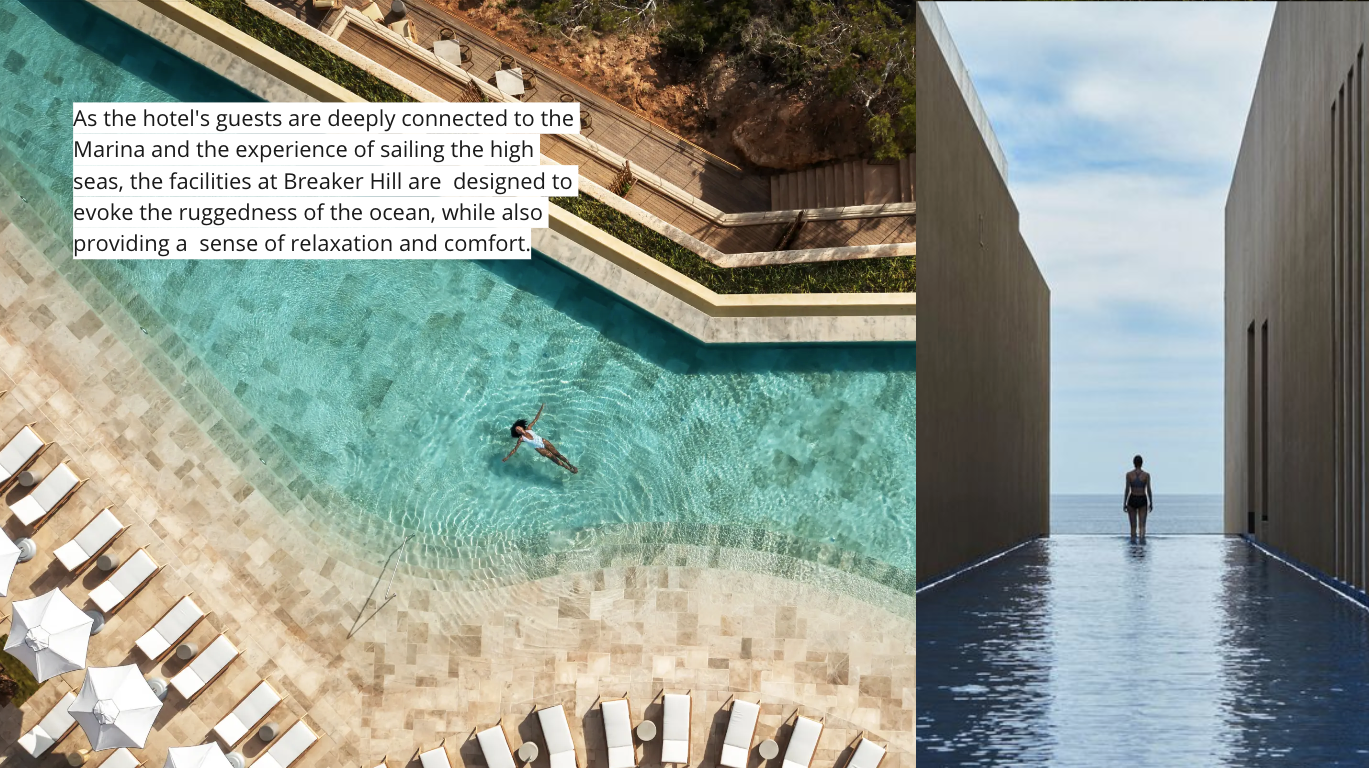 As the hotel's guests are deeply connected to the
Marina and the experience of sailing the high
seas, the facilities at Breaker Hill are  designed to
evoke the ruggedness of the ocean, while also
providing a  sense of relaxation and comfort.